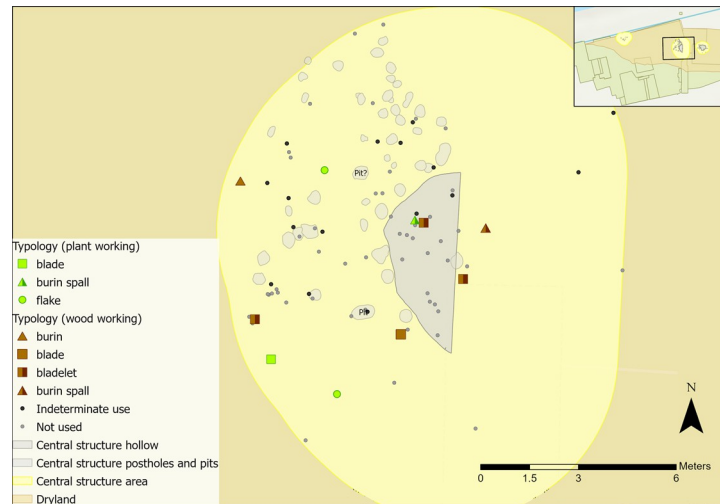 Pit?
Pit
Typology (plant working)
blade
burin spall
flake
Typology (wood working)
burin
blade
bladelet
burin spall
Indeterminate use
Not used
Central structure hollow
Central structure postholes and pits
Central structure area
Dryland
N
Meters
0 1.5 3 6